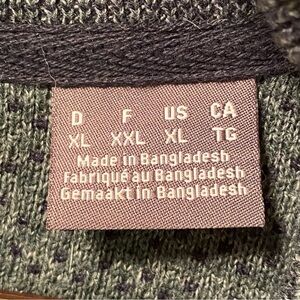 D F US CA
XL XXL XL TG
Made in Bangladesh
Fabriqué au Bangladesh
Gemaakt in Bangladesh